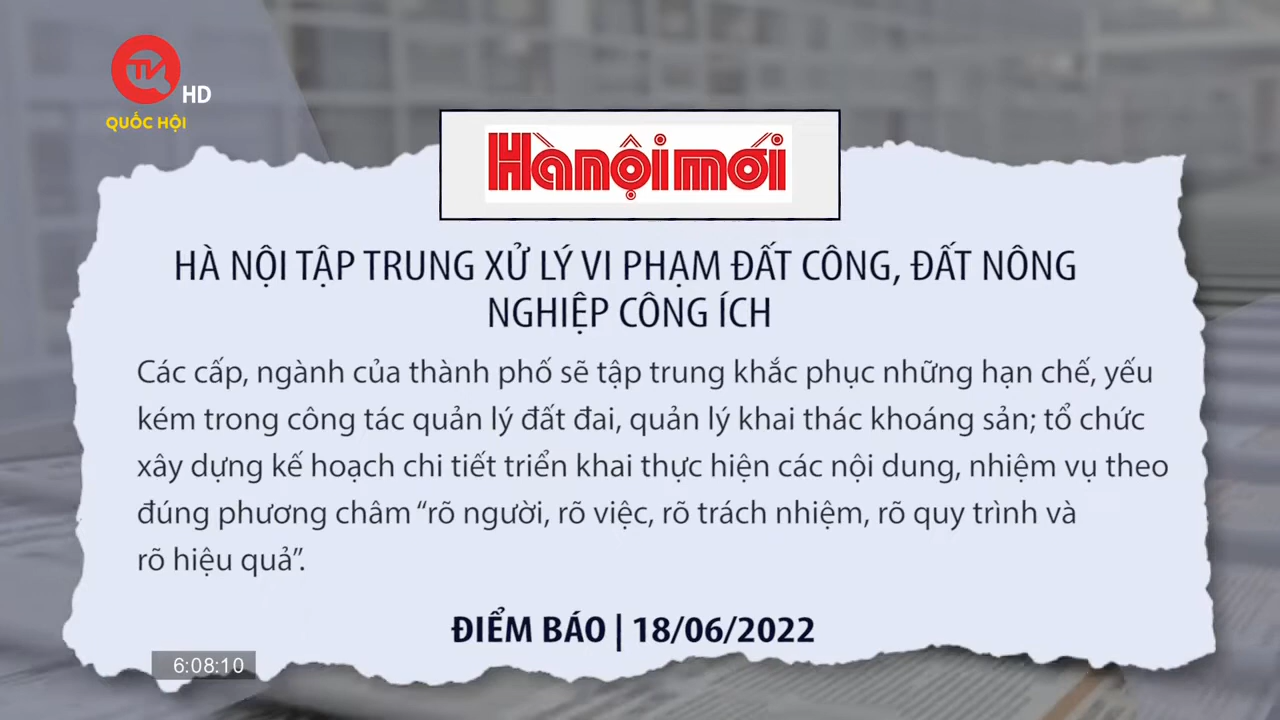 TV
HD
QUỐC HỘI
Hànộimới
HÀ NỘI TẬP TRUNG XỬ LÝ VI PHẠM ĐẤT CÔNG, ĐẤT NÔNG
NGHIỆP CÔNG ÍCH
Các cấp, ngành của thành phố sẽ tập trung khắc phục những hạn chế, yếu
kém trong công tác quản lý đất đai, quản lý khai thác khoáng sản; tổ chức
xây dựng kế hoạch chi tiết triển khai thực hiện các nội dung, nhiệm vụ theo
đúng phương châm “rõ người, rõ việc, rõ trách nhiệm, rõ quy trình và
rõ hiệu quả”.
ĐIỂM BÁO | 18/06/2022
6:08:10